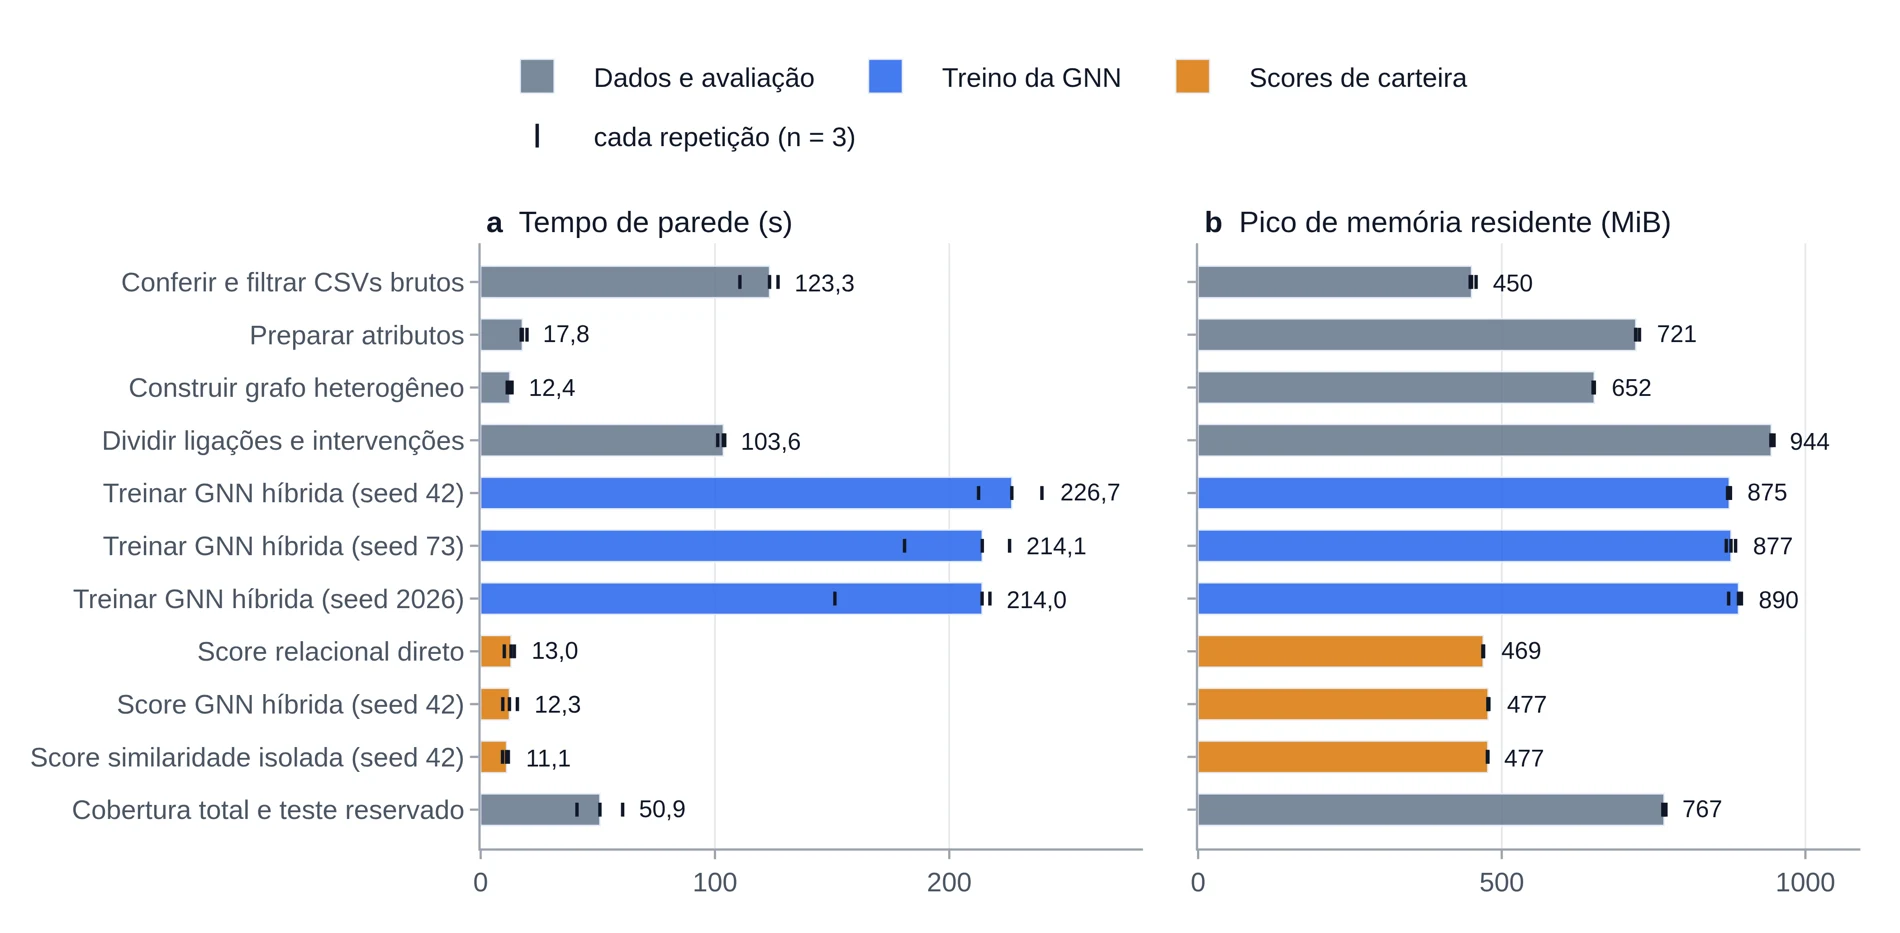 Dados e avaliação Treino da GNN Scores de carteira
cada repetição (n = 3)
a Tempo de parede (s)
b Pico de memória residente (MiB)
Conferir e filtrar CSVs brutos 123,3 450
Preparar atributos 17,8 721
Construir grafo heterogêneo 12,4 652
Dividir ligações e intervenções 103,6 944
Treinar GNN híbrida (seed 42) 226,7 875
Treinar GNN híbrida (seed 73) 214,1 877
Treinar GNN híbrida (seed 2026) 214,0 890
Score relacional direto 13,0 469
Score GNN híbrida (seed 42) 12,3 477
Score similaridade isolada (seed 42) 11,1 477
Cobertura total e teste reservado 50,9 767
0 100 200
0 500 1000